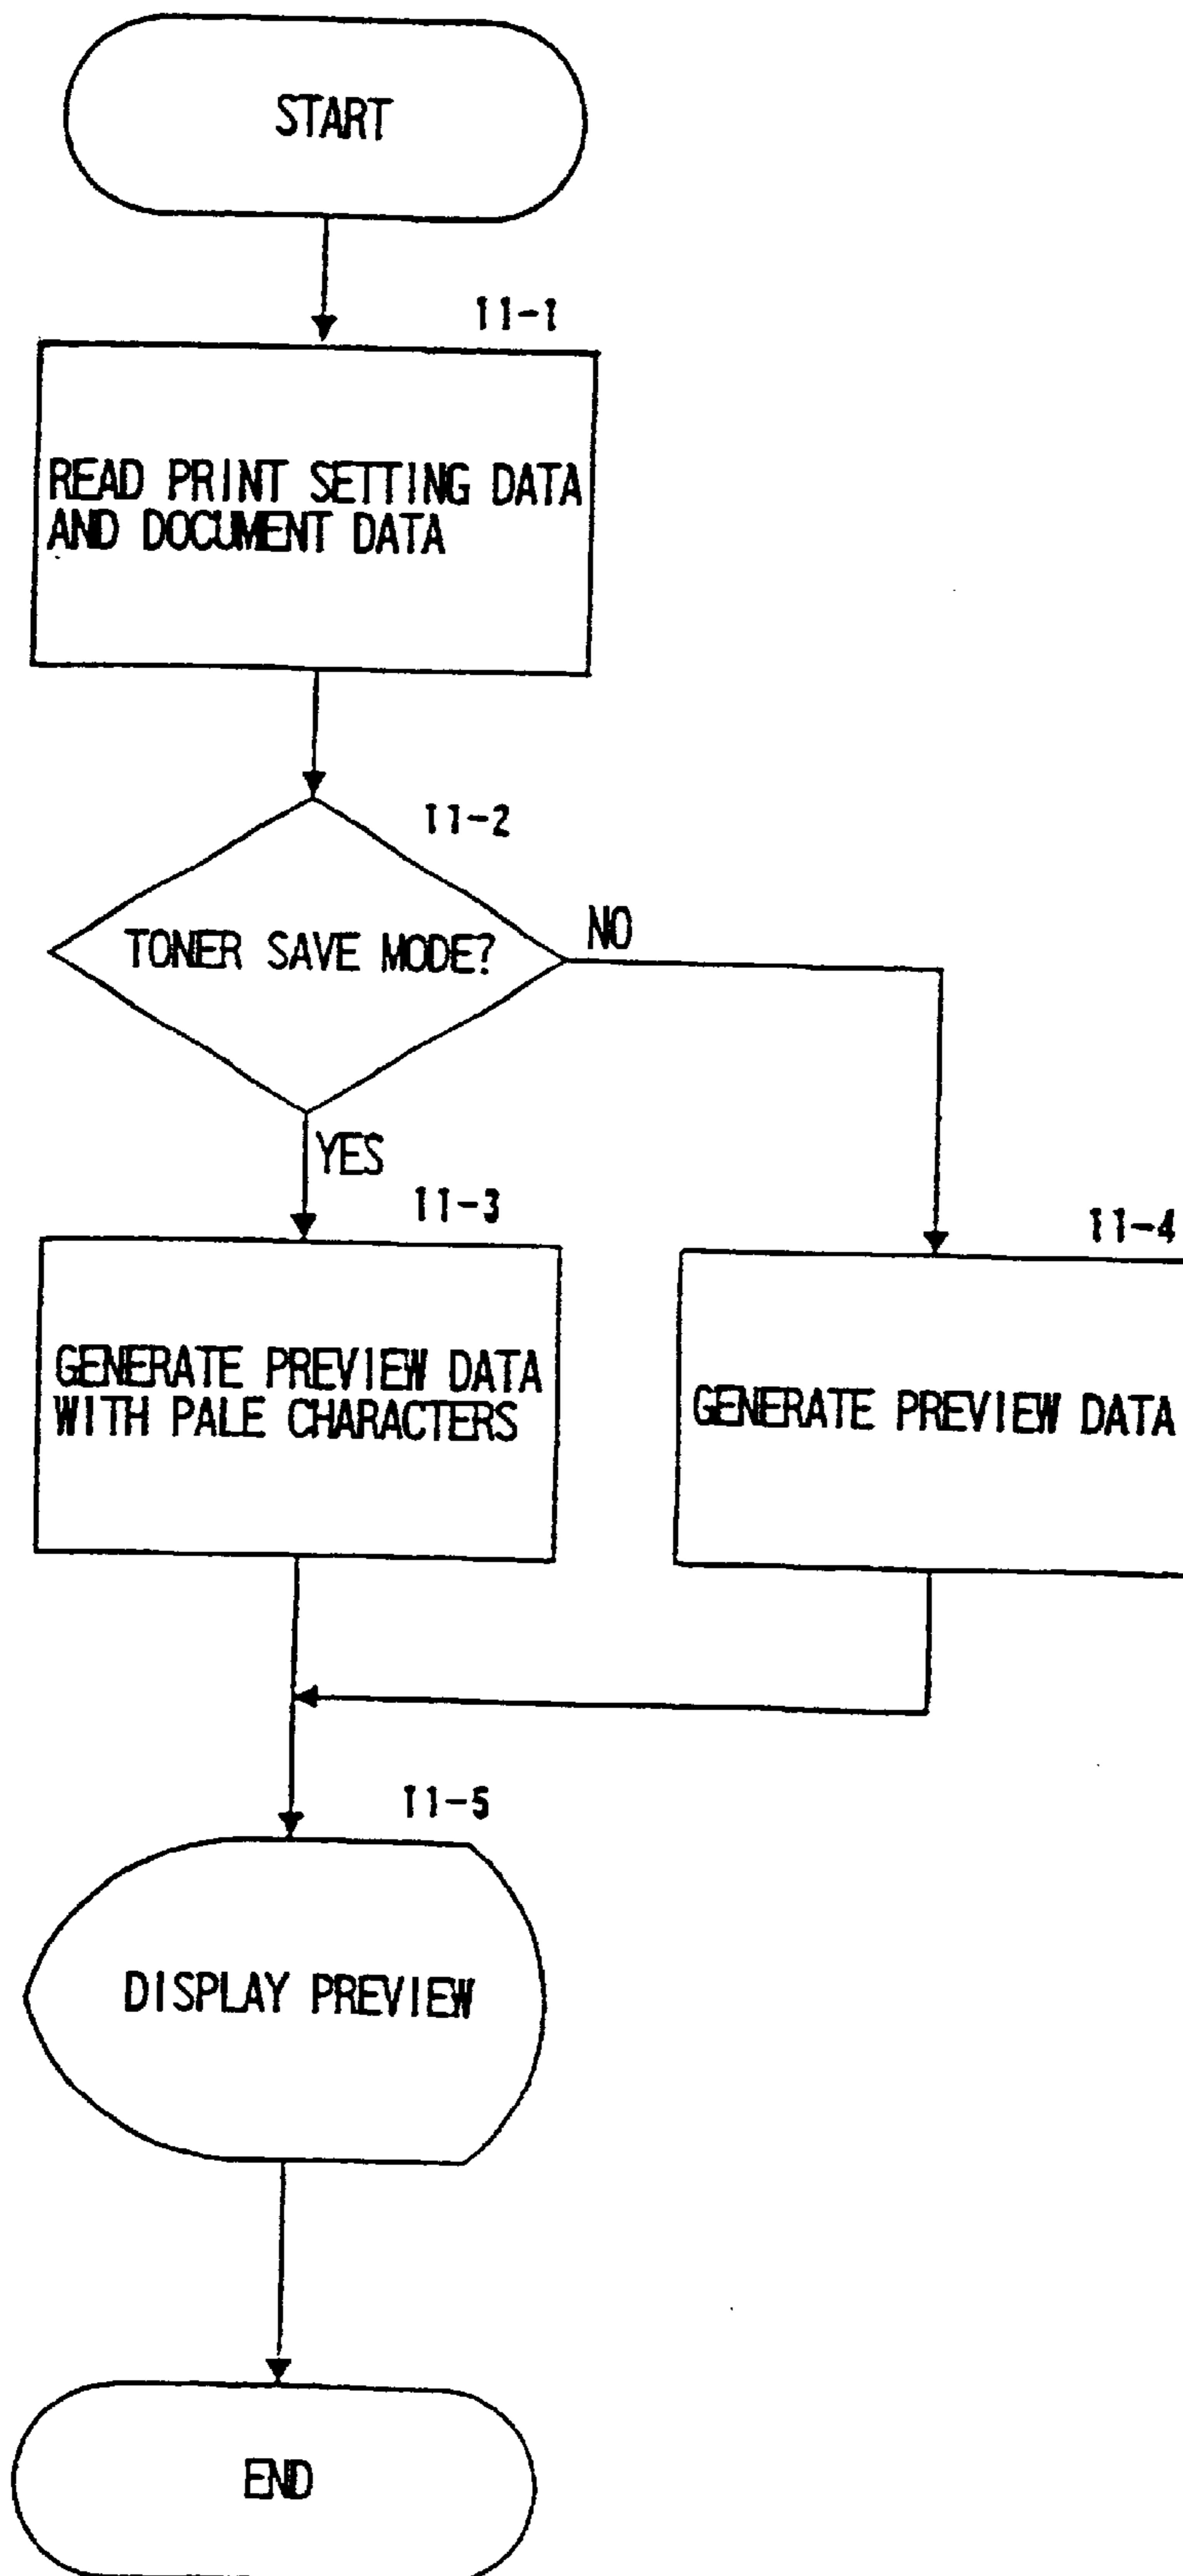 START
11-1
READ PRINT SETTING DATA
AND DOCUMENT DATA
11-2
TONER SAVE MODE?
NO
YES
11-3
11-4
GENERATE PREVIEW DATA
WITH PALE CHARACTERS
GENERATE PREVIEW DATA
11-5
DISPLAY PREVIEW
END